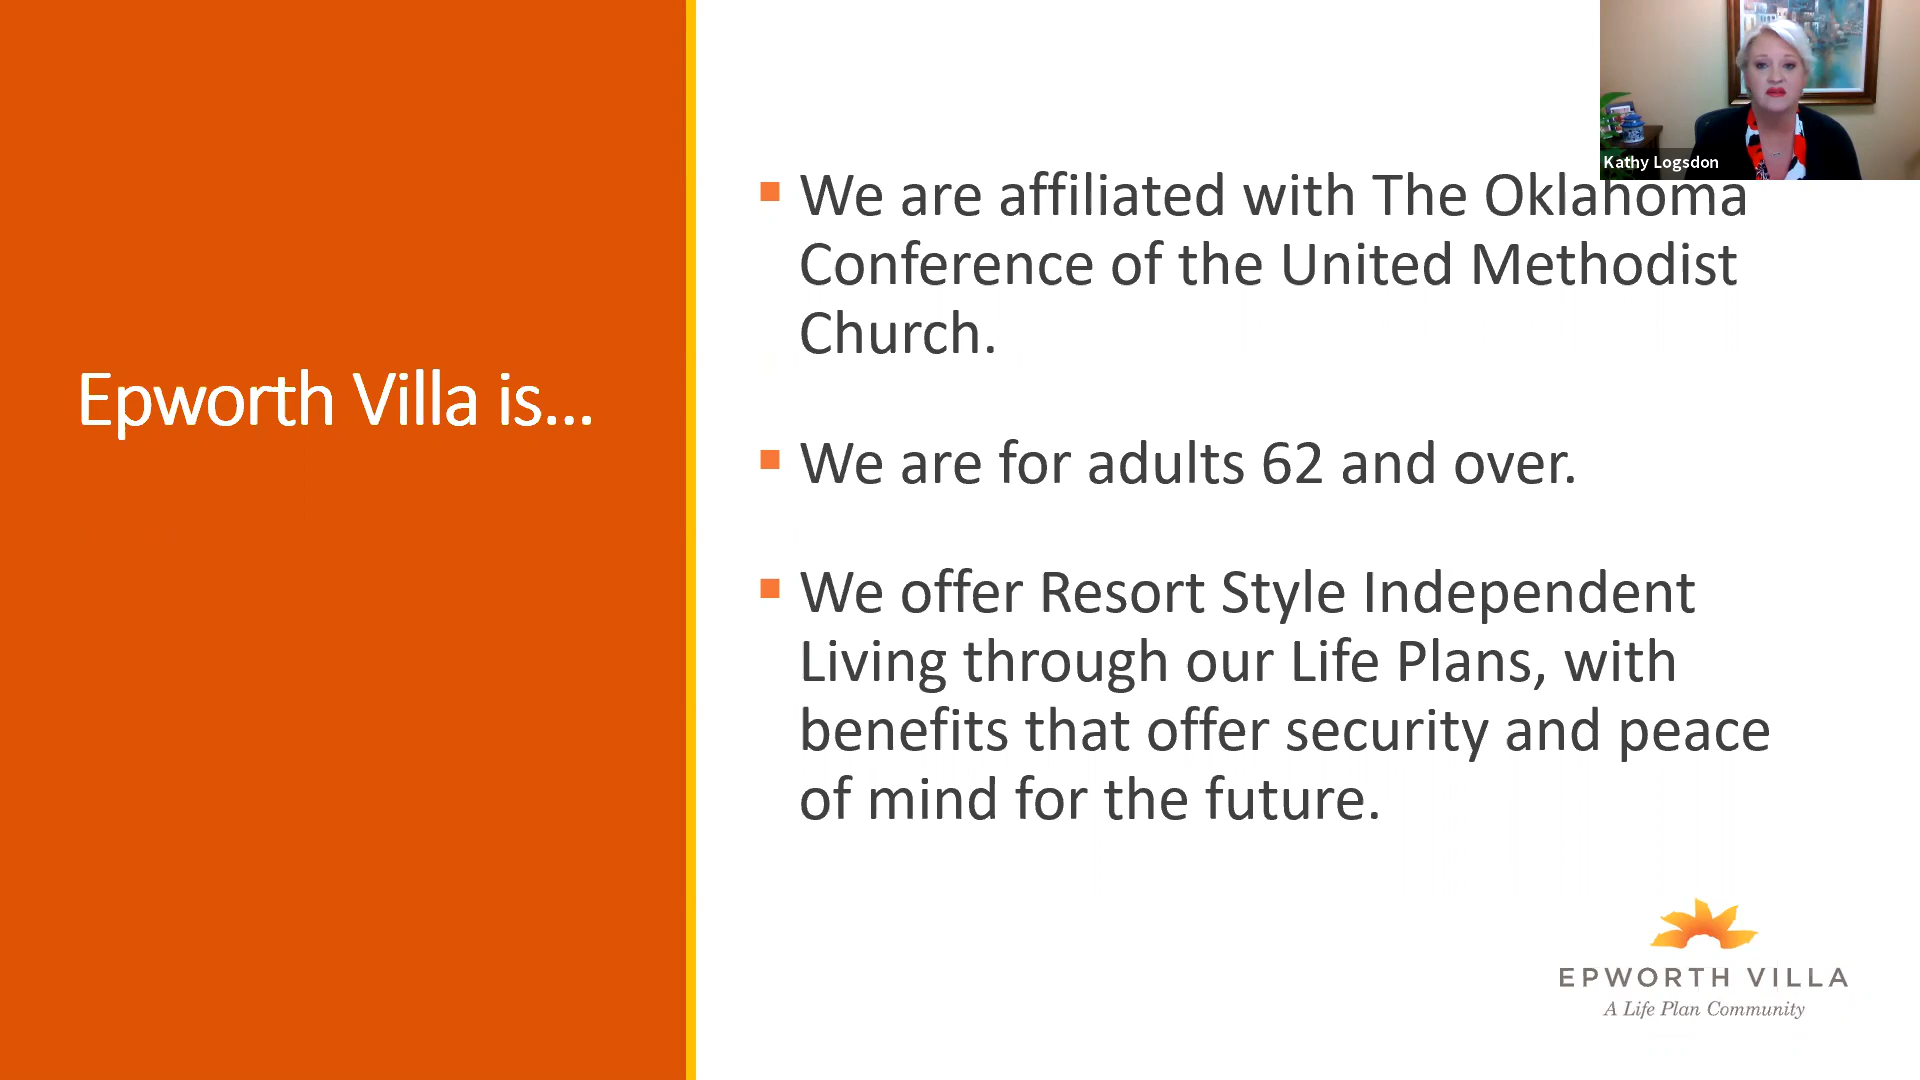 Kathy Logsdon
Epworth Villa is...
▪ We are affiliated with The Oklahoma
Conference of the United Methodist
Church.
▪ We are for adults 62 and over.
▪ We offer Resort Style Independent
Living through our Life Plans, with
benefits that offer security and peace
of mind for the future.
EPWORTH VILLA
A Life Plan Community